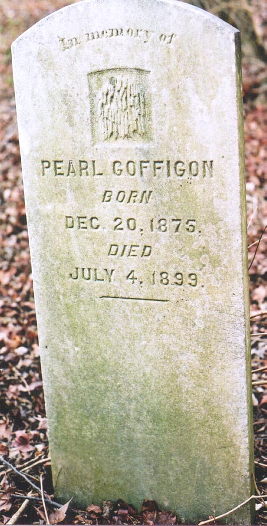 In memory of
PEARL GOFFIGON
BORN
DEC. 20, 1875.
DIED
JULY 4, 1899.